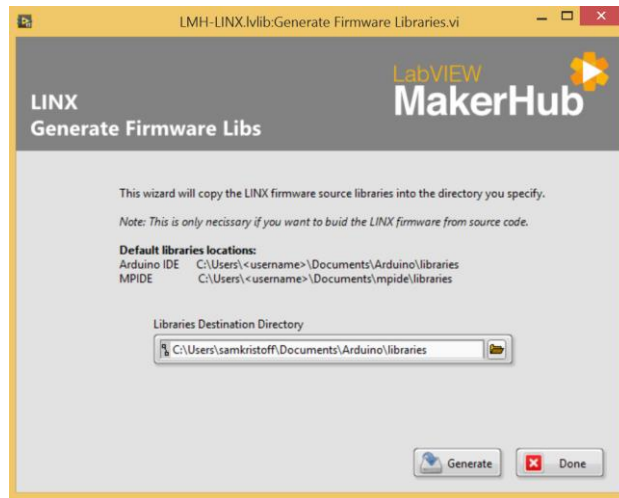 LMH-LINX.lvlib:Generate Firmware Libraries.vi
LabVIEW
MakerHub
LINX
Generate Firmware Libs
This wizard will copy the LINX firmware source libraries into the directory you specify.
Note: This is only necissary if you want to buid the LINX firmware from source code.
Default libraries locations:
Arduino IDE C:\Users\<username>\Documents\Arduino\libraries
MPIDE C:\Users\<username>\Documents\mpide\libraries
Libraries Destination Directory
C:\Users\samkristoff\Documents\Arduino\libraries
Generate
Done